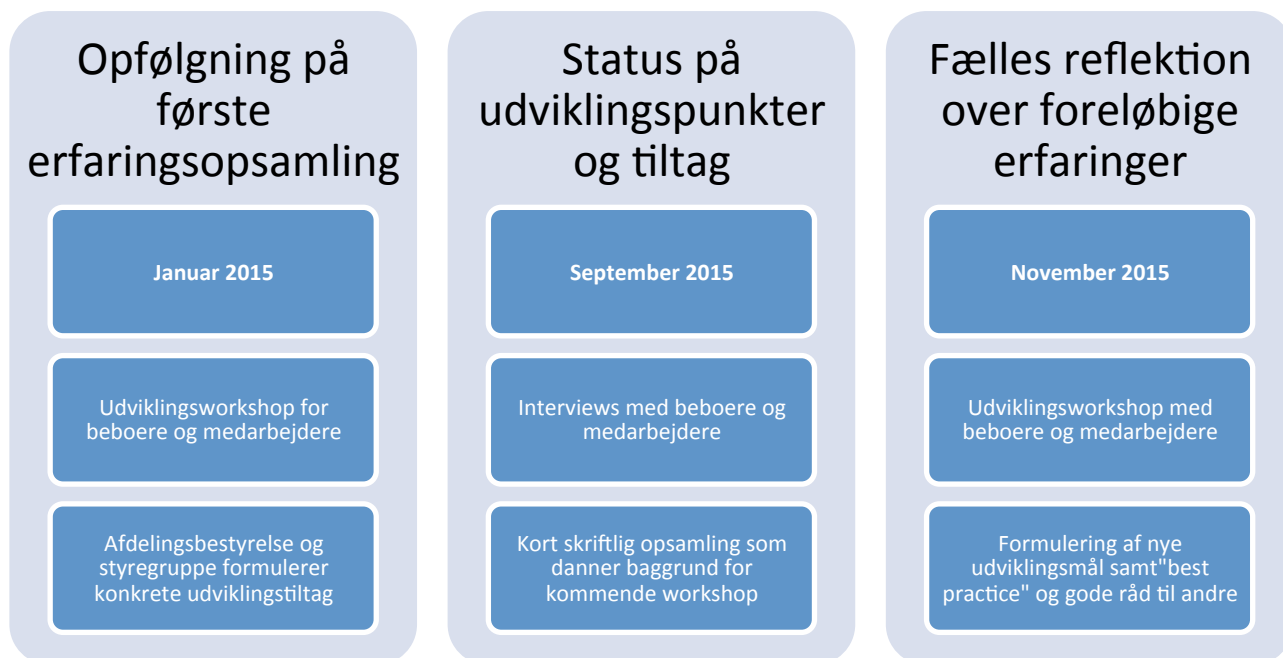 Opfølgning på
første
erfaringsopsamling
Januar 2015
Udviklingsworkshop for
beboere og medarbejdere
Afdelingsbestyrelse og
styregruppe formulerer
konkrete udviklingstiltag
Status på
udviklingspunkter
og tiltag
September 2015
Interviews med beboere og
medarbejdere
Kort skriftlig opsamling som
danner baggrund for
kommende workshop
Fælles reflektion
over foreløbige
erfaringer
November 2015
Udviklingsworkshop med
beboere og medarbejdere
Formulering af nye
udviklingsmål samt"best
practice" og gode råd til andre